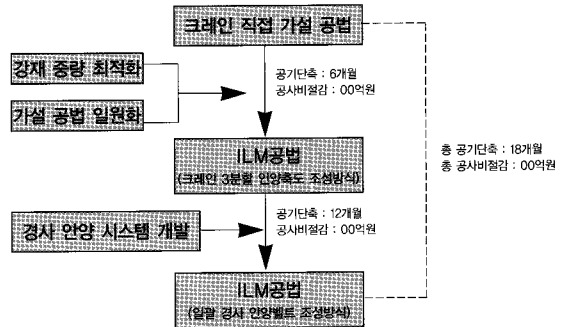 크레인 직접 가설 공법
강재 중량 최적화
가설 공법 일원화
공기단축 : 6개월
공사비절감 : 00억원
ILM공법
(크레인 3분할 인양축도 조성방식)
총 공기단축 : 18개월
총 공사비절감 : 00억원
경사 인양 시스템 개발
공기단축 : 12개월
공사비절감 : 00억원
ILM공법
(일괄 경사 인양벨트 조성방식)